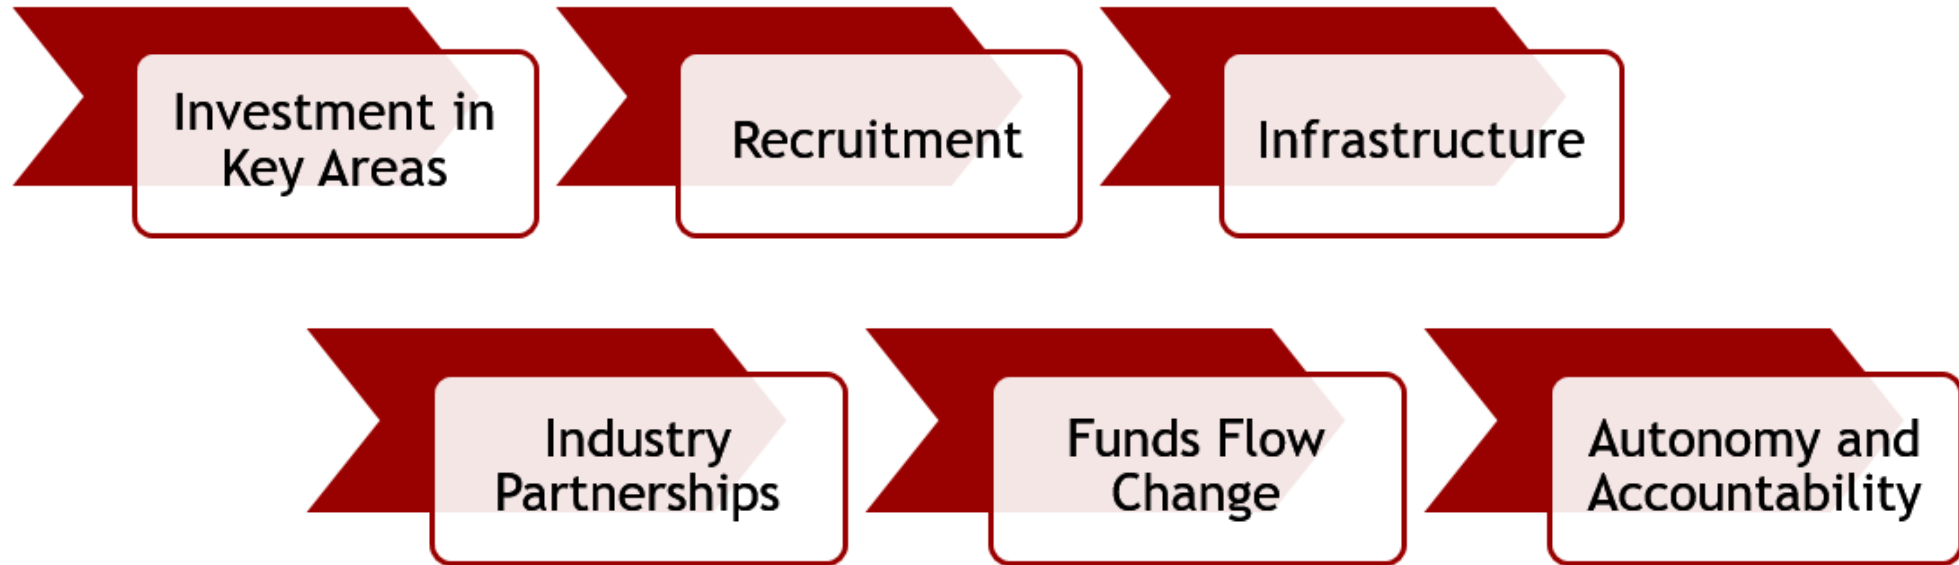 Investment in
Key Areas
Recruitment
Infrastructure
Industry
Partnerships
Funds Flow
Change
Autonomy and
Accountability